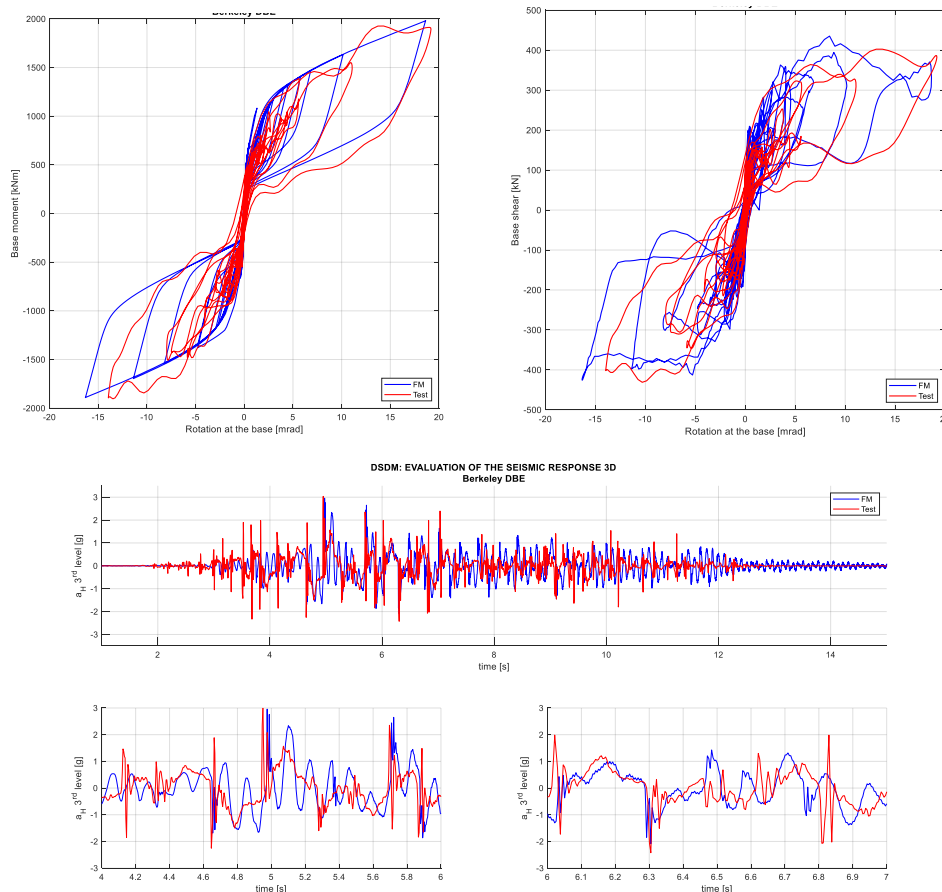 Berkeley DBE
2000
1500
1000
500
0
-500
-1000
-1500
-2000
Base moment [kNm]
-20 -15 -10 -5 0 5 10 15 20
Rotation at the base [mrad]
FM
Test
500
400
300
200
100
0
-100
-200
-300
-400
-500
Base shear [kN]
-20 -15 -10 -5 0 5 10 15 20
Rotation at the base [mrad]
FM
Test
DSDM: EVALUATION OF THE SEISMIC RESPONSE 3D
Berkeley DBE
3
2
1
0
-1
-2
-3
a_H 3^rd level [g]
2 4 6 8 10 12 14
time [s]
FM
Test
3
2
1
0
-1
-2
-3
a_H 3^rd level [g]
4 4.2 4.4 4.6 4.8 5 5.2 5.4 5.6 5.8 6
time [s]
3
2
1
0
-1
-2
-3
a_H 3^rd level [g]
6 6.1 6.2 6.3 6.4 6.5 6.6 6.7 6.8 6.9 7
time [s]